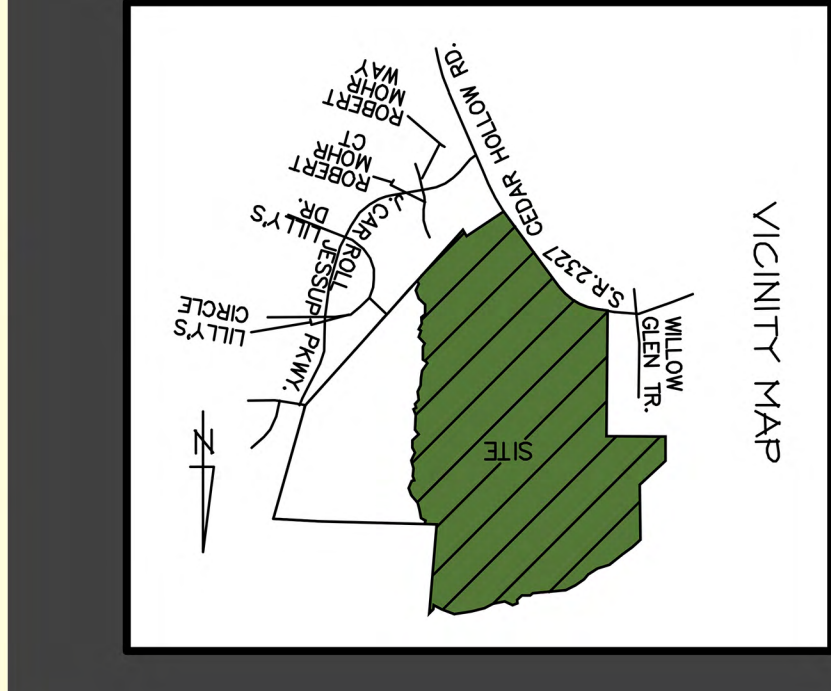 VICINITY MAP
ROBERT
MOHR
WAY
ROBERT
MOHR
CT
CEDAR HOLLOW RD.
S.R.2327
LILLY'S
DR.
J. CARROLL
JESSUP PKWY.
LILLY'S
CIRCLE
WILLOW
GLEN TR.
SITE
N